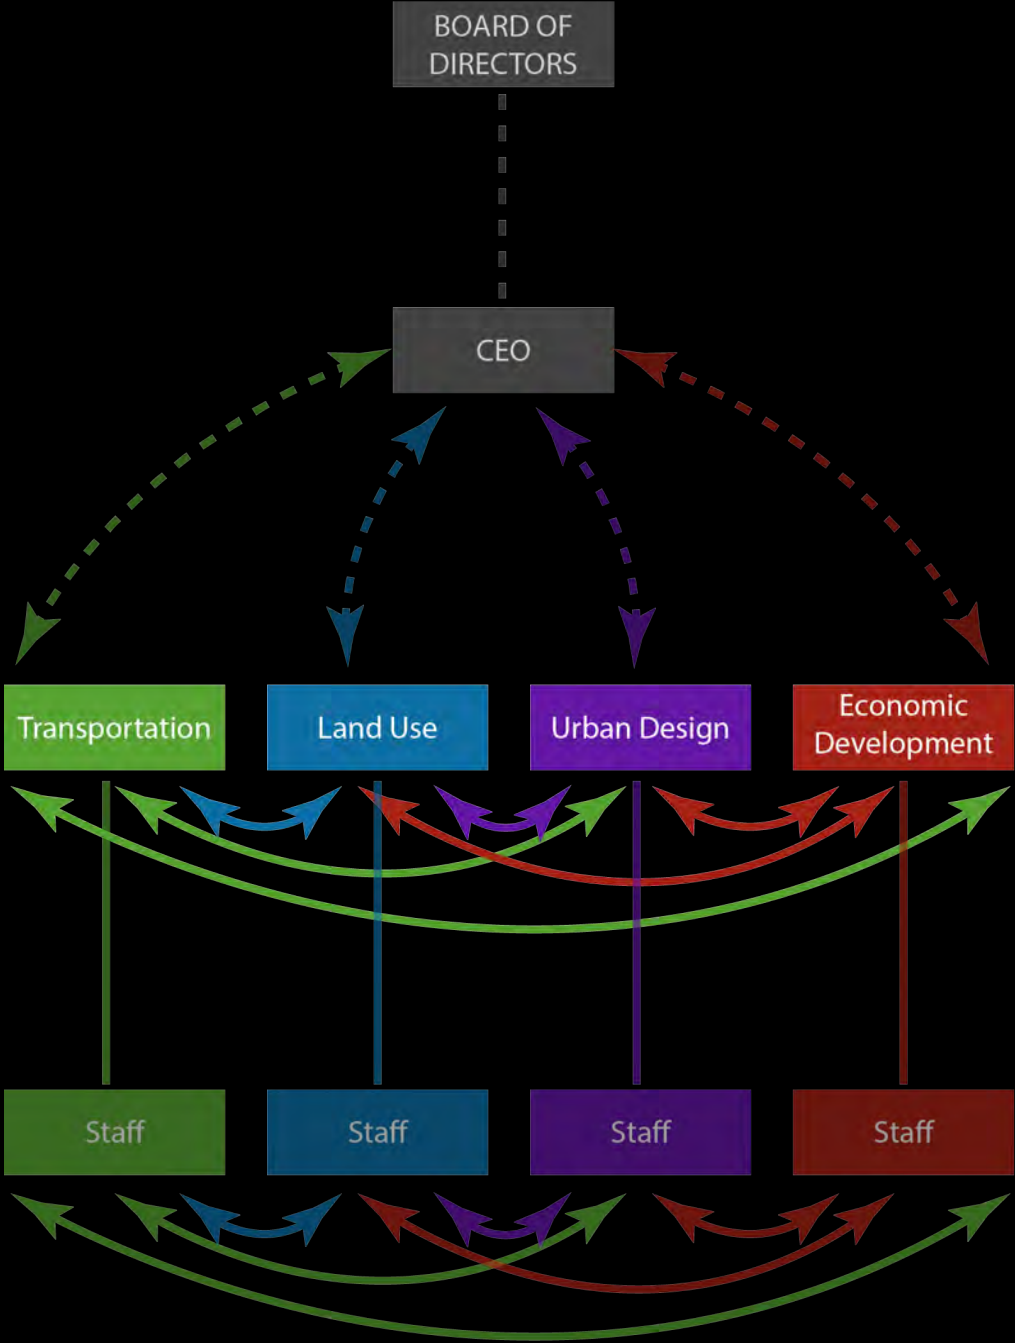 BOARD OF
DIRECTORS
CEO
Transportation
Land Use
Urban Design
Economic
Development
Staff
Staff
Staff
Staff